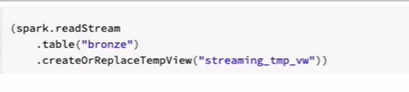 (spark.readStream
.table("bronze")
.createOrReplaceTempView("streaming_tmp_vw"))